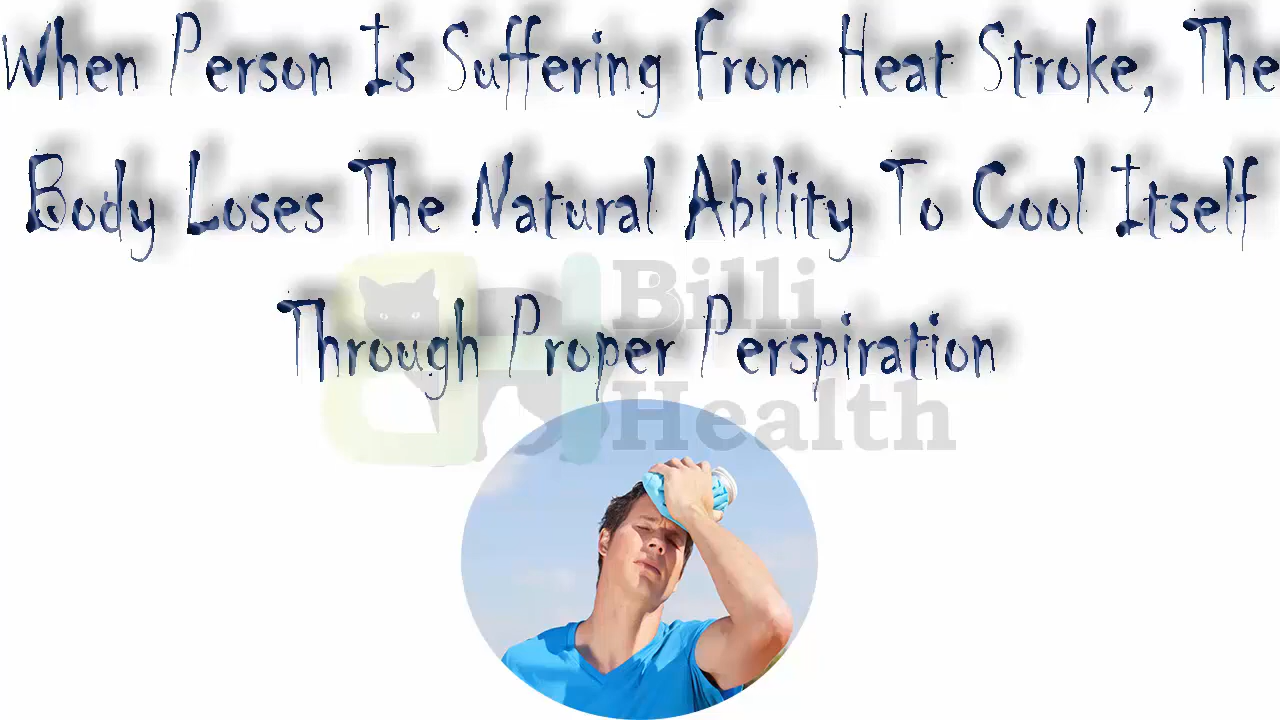 When Person Is Suffering From Heat Stroke, The
Body Loses The Natural Ability To Cool Itself
Through Proper Perspiration
Billi
Health